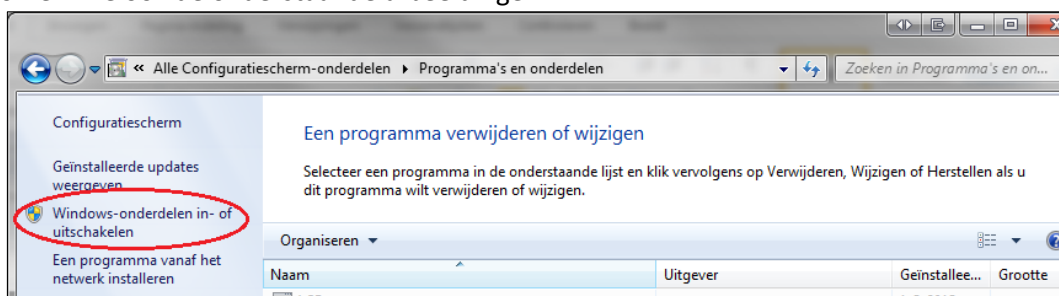 « Alle Configuratiescherm-onderdelen ▸ Programma's en onderdelen
Zoeken in Programma's en on...
Configuratiescherm
Geïnstalleerde updates
weergeven
Windows-onderdelen in- of
uitschakelen
Een programma vanaf het
netwerk installeren
Een programma verwijderen of wijzigen
Selecteer een programma in de onderstaande lijst en klik vervolgens op Verwijderen, Wijzigen of Herstellen als u
dit programma wilt verwijderen of wijzigen.
Organiseren
Naam Uitgever Geïnstallee... Grootte